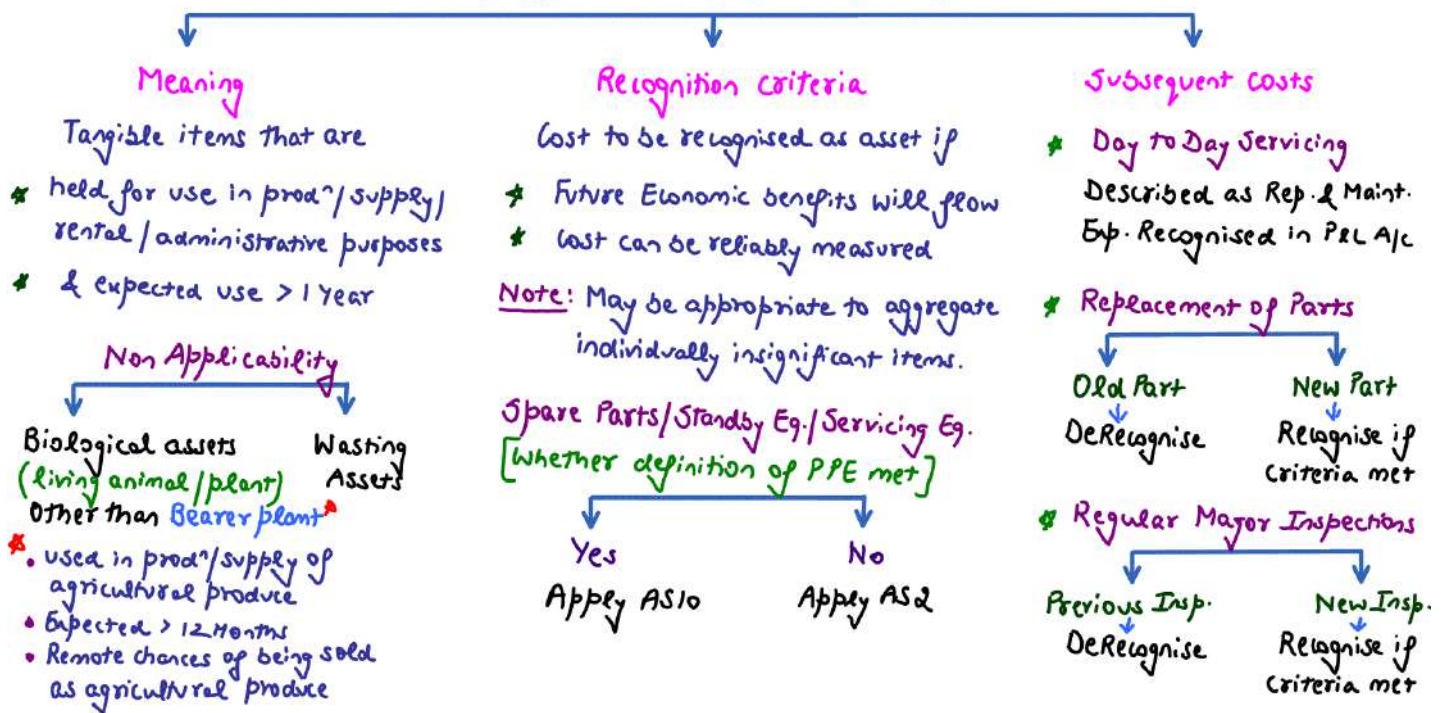 Meaning
Tangible items that are
* held for use in prodⁿ/supply/
rental/administrative purposes
* & expected use > 1 year
Non Applicability
Biological assets
(living animal/plant)
Other than Bearer plant*
Wasting
Assets
* • used in prodⁿ/supply of
agricultural produce
• Expected > 12 Months
• Remote chances of being sold
as agricultural produce
Recognition criteria
Cost to be recognised as asset if
* Future Economic benefits will flow
* Cost can be reliably measured
Note: May be appropriate to aggregate
individually insignificant items.
Spare Parts/Standby Eq./Servicing Eq.
[Whether definition of PPE met]
Yes
Apply AS10
No
Apply AS2
Subsequent costs
* Day to Day Servicing
Described as Rep. & Maint.
Exp. Recognised in P&L A/c
* Replacement of Parts
Old Part
DeRecognise
New Part
Recognise if
criteria met
* Regular Major Inspections
Previous Insp.
DeRecognise
New Insp.
Recognise if
criteria met